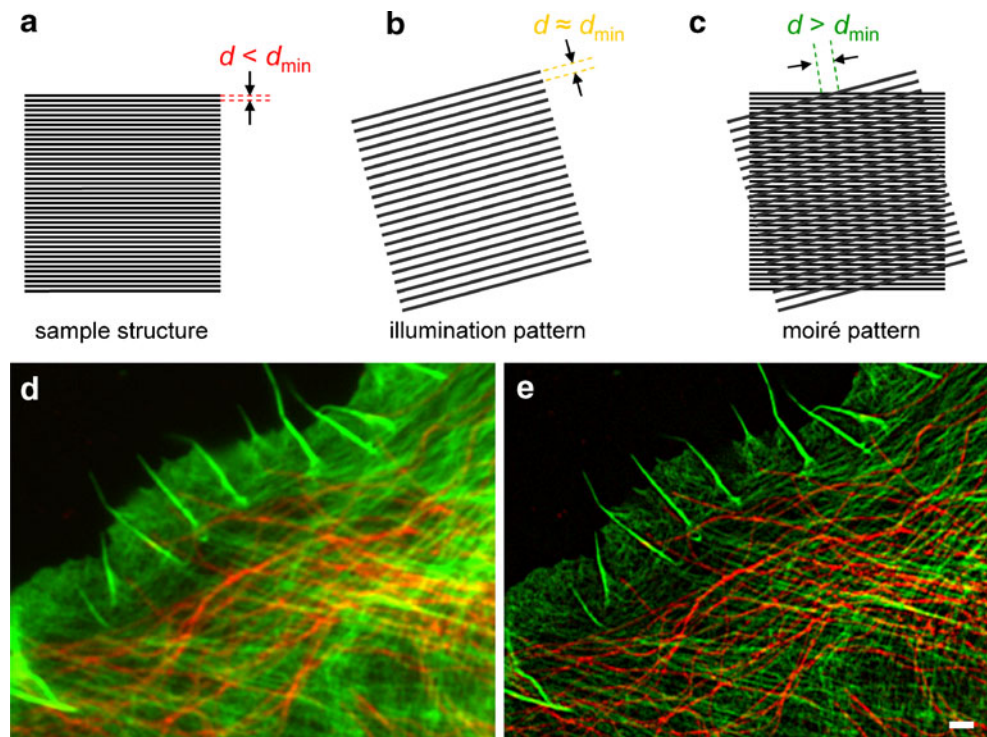 a
d < dmin
sample structure
b
d ≈ dmin
illumination pattern
c
d > dmin
moiré pattern
d
e